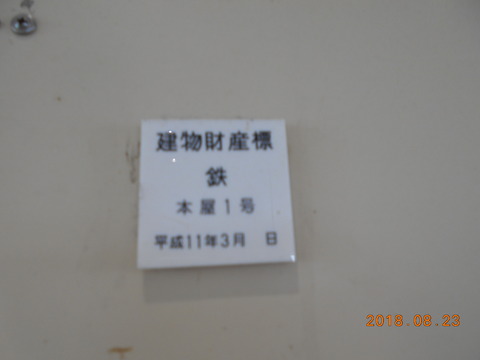 建物財産標
鉄
本屋1号
平成11年3月 日
2018.08.23